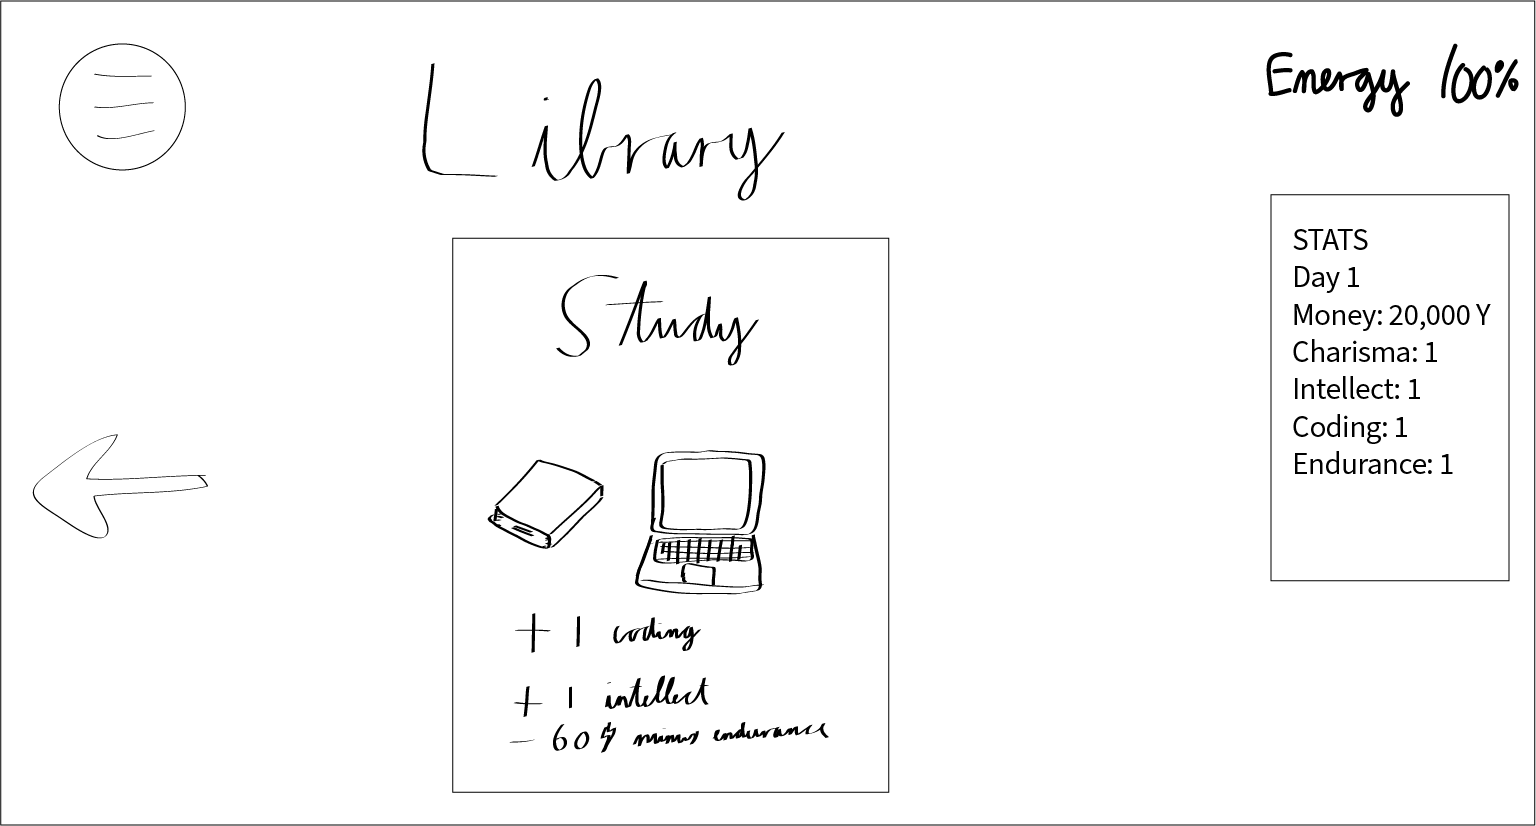 Library
Energy 100%
Study
+ 1 coding
+ 1 intellect
- 60⚡ minus endurance
STATS
Day 1
Money: 20,000 Y
Charisma: 1
Intellect: 1
Coding: 1
Endurance: 1